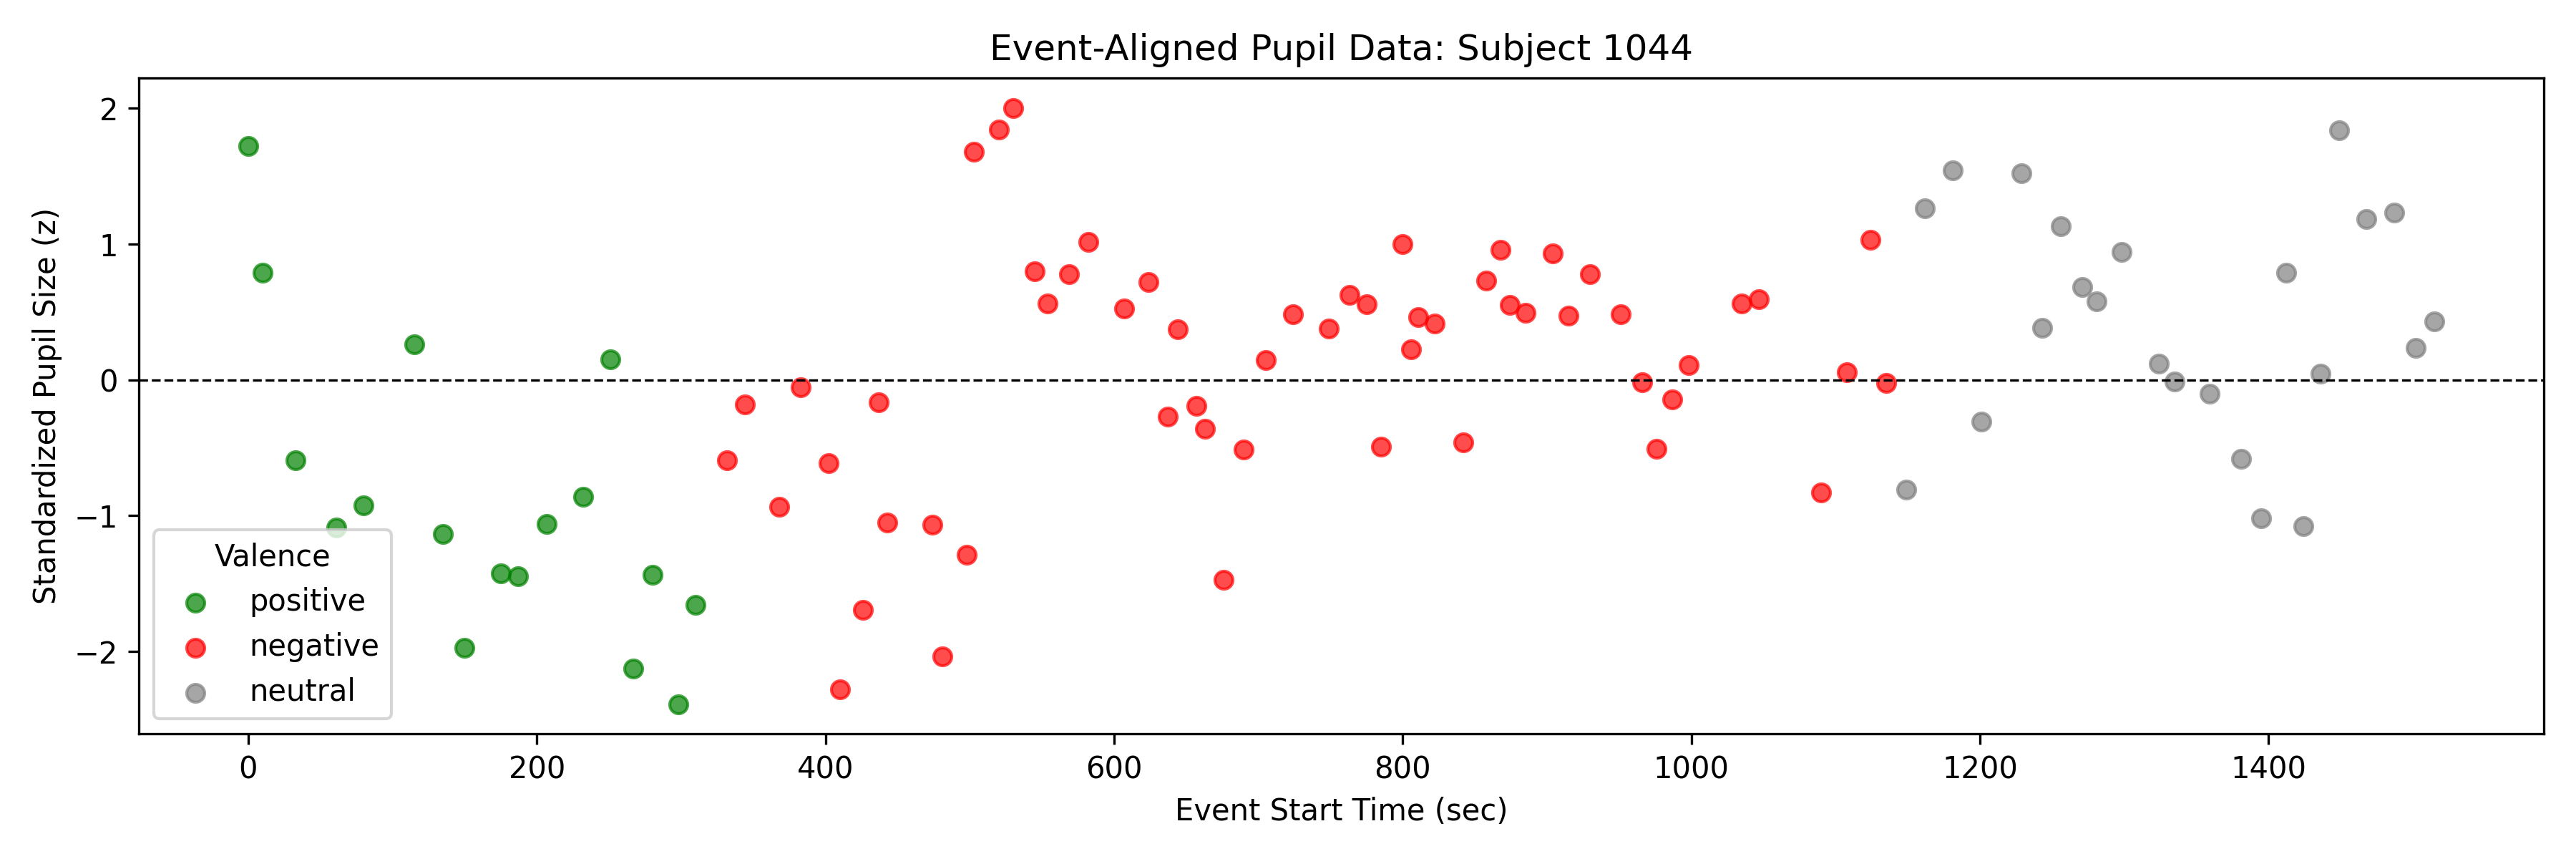 Event-Aligned Pupil Data: Subject 1044
Standardized Pupil Size (z)
2
1
0
−1
−2
Valence
positive
negative
neutral
0 200 400 600 800 1000 1200 1400
Event Start Time (sec)